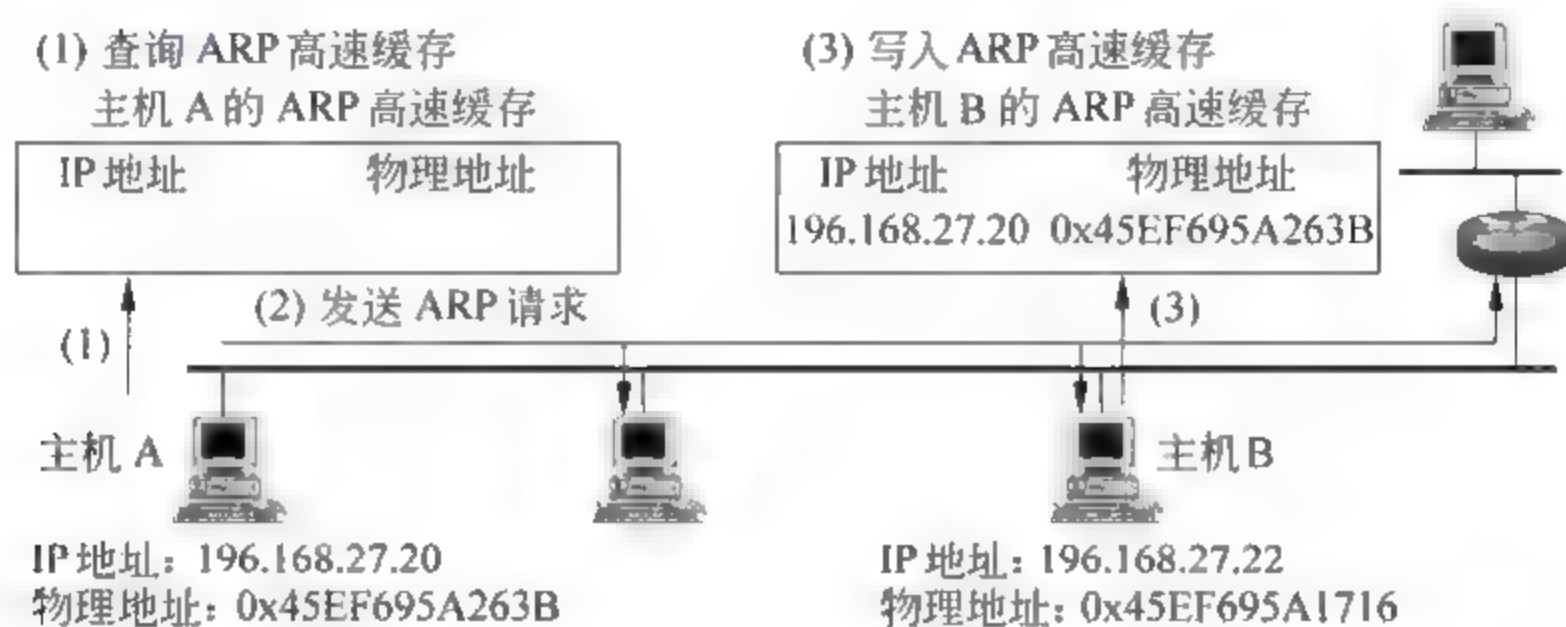 (1) 查询 ARP 高速缓存
主机 A 的 ARP 高速缓存
IP 地址 物理地址
(3) 写入 ARP 高速缓存
主机 B 的 ARP 高速缓存
IP 地址 物理地址
196.168.27.20 0x45EF695A263B
(1)
(2) 发送 ARP 请求
(3)
主机 A
主机 B
IP 地址: 196.168.27.20
物理地址: 0x45EF695A263B
IP 地址: 196.168.27.22
物理地址: 0x45EF695A1716